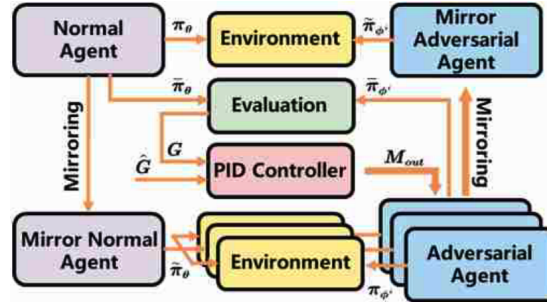 Normal Agent
π_θ
Environment
π̃_ϕ'
Mirror Adversarial Agent
π̄_θ
Evaluation
π̄_ϕ'
Mirroring
G
Ĝ
PID Controller
M_out
Mirroring
Mirror Normal Agent
π̃_θ
Environment
π_ϕ'
Adversarial Agent